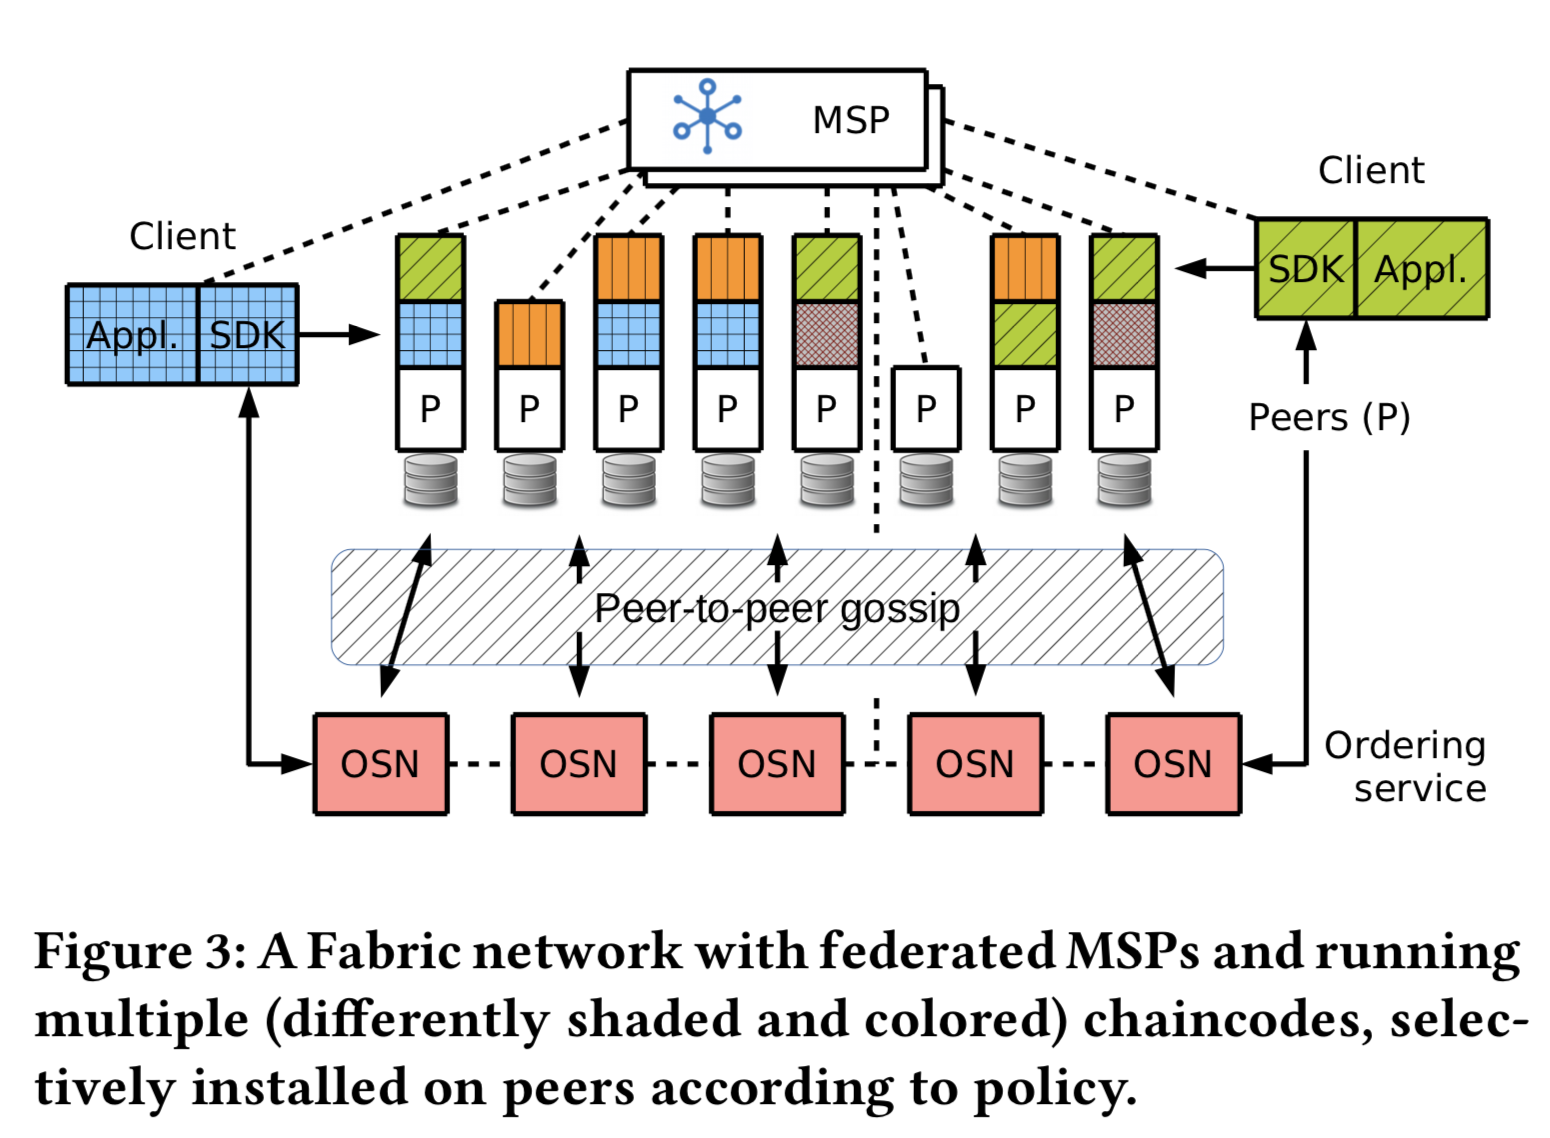 MSP
Client
Client
Appl. SDK
SDK Appl.
P P P P P P P P
Peers (P)
Peer-to-peer gossip
OSN OSN OSN OSN OSN
Ordering
service
Figure 3: A Fabric network with federated MSPs and running
multiple (differently shaded and colored) chaincodes, selec-
tively installed on peers according to policy.